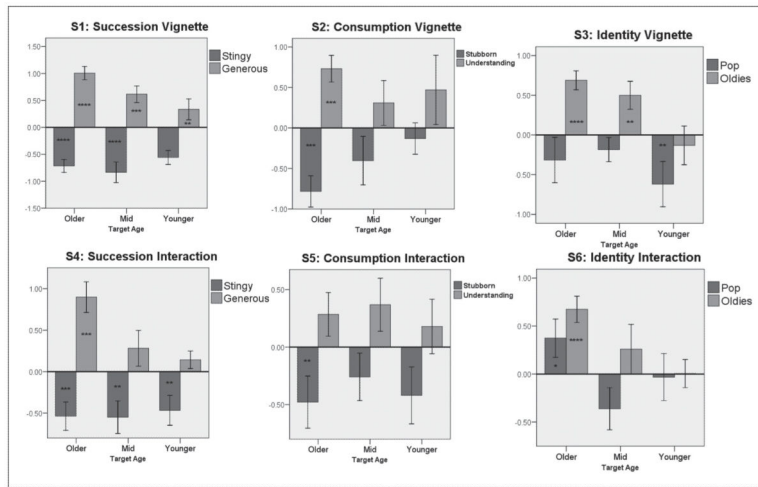 S1: Succession Vignette
1.50
1.00
0.50
0.00
-0.50
-1.00
-1.50
Stingy
Generous
****
***
**
****
****
Older Mid Younger
Target Age
S2: Consumption Vignette
1.00
0.50
0.00
-0.50
-1.00
Stubborn
Understanding
***
***
Older Mid Younger
Target Age
S3: Identity Vignette
1.00
0.50
0.00
-0.50
-1.00
Pop
Oldies
****
**
**
Older Mid Younger
Target Age
S4: Succession Interaction
1.00
0.50
0.00
-0.50
Stingy
Generous
***
***
**
**
Older Mid Younger
Target Age
S5: Consumption Interaction
0.50
0.00
-0.50
Stubborn
Understanding
**
Older Mid Younger
Target Age
S6: Identity Interaction
1.00
0.50
0.00
-0.50
Pop
Oldies
****
*
Older Mid Younger
Target Age